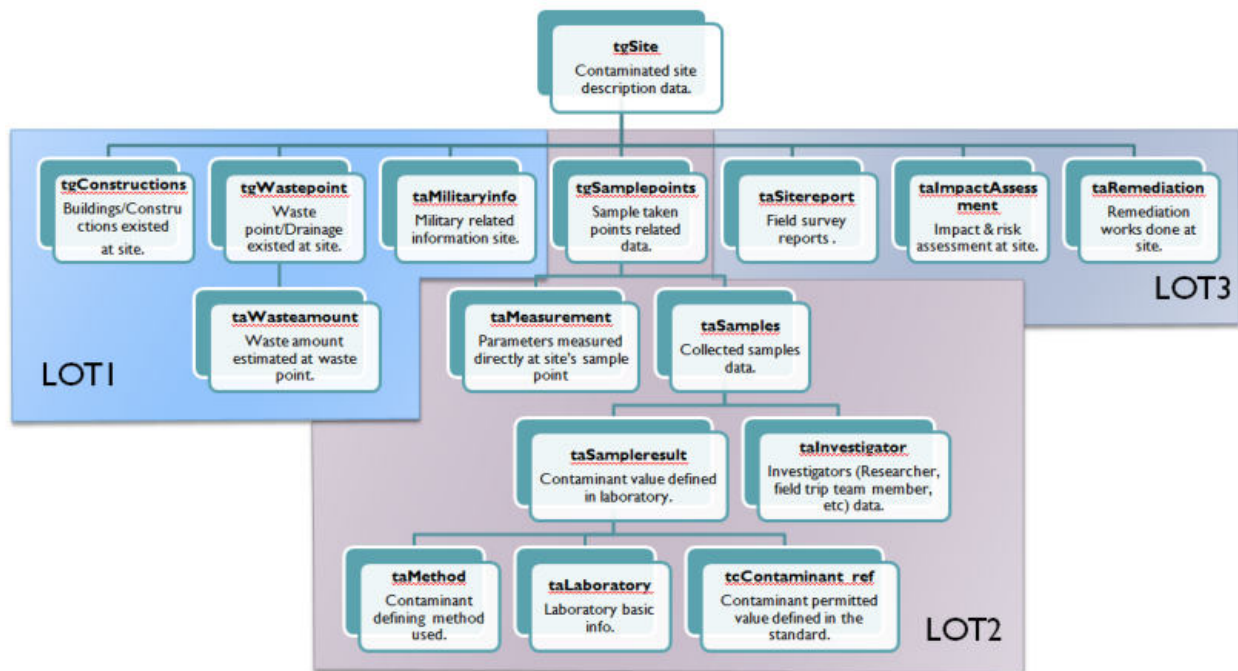 tgSite
Contaminated site
description data.
tgConstructions
Buildings/Constru
ctions existed
at site.
tgWastepoint
Waste
point/Drainage
existed at site.
taMilitaryinfo
Military related
information site.
tgSamplepoints
Sample taken
points related
data.
taSitereport
Field survey
reports .
taImpactAssess
ment
Impact & risk
assessment at site.
taRemediation
Remediation
works done at
site.
LOT3
taWasteamount
Waste amount
estimated at waste
point.
LOT1
taMeasurement
Parameters measured
directly at site's sample
point
taSamples
Collected samples
data.
taSampleresult
Contaminant value defined
in laboratory.
taInvestigator
Investigators (Researcher,
field trip team member,
etc) data.
taMethod
Contaminant
defining method
used.
taLaboratory
Laboratory basic
info.
tcContaminant_ref
Contaminant permitted
value defined in the
standard.
LOT2